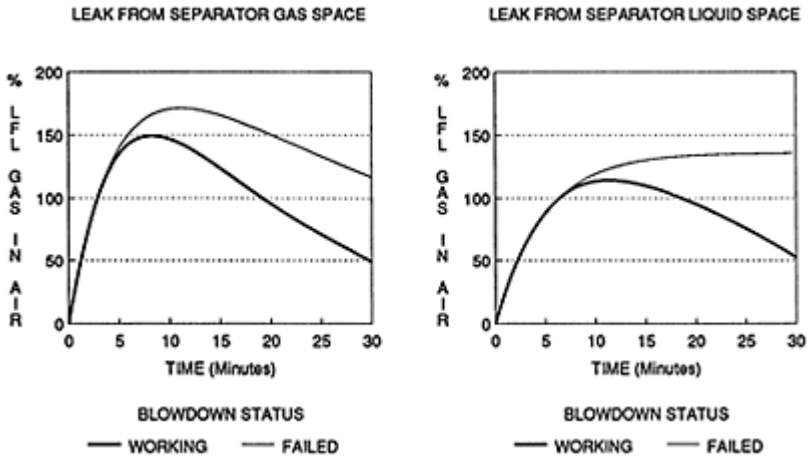 LEAK FROM SEPARATOR GAS SPACE
% LFL GAS IN AIR
200
150
100
50
0
0 5 10 15 20 25 30
TIME (Minutes)
BLOWDOWN STATUS
WORKING FAILED
LEAK FROM SEPARATOR LIQUID SPACE
% LFL GAS IN AIR
200
150
100
50
0
0 5 10 15 20 25 30
TIME (Minutes)
BLOWDOWN STATUS
WORKING FAILED